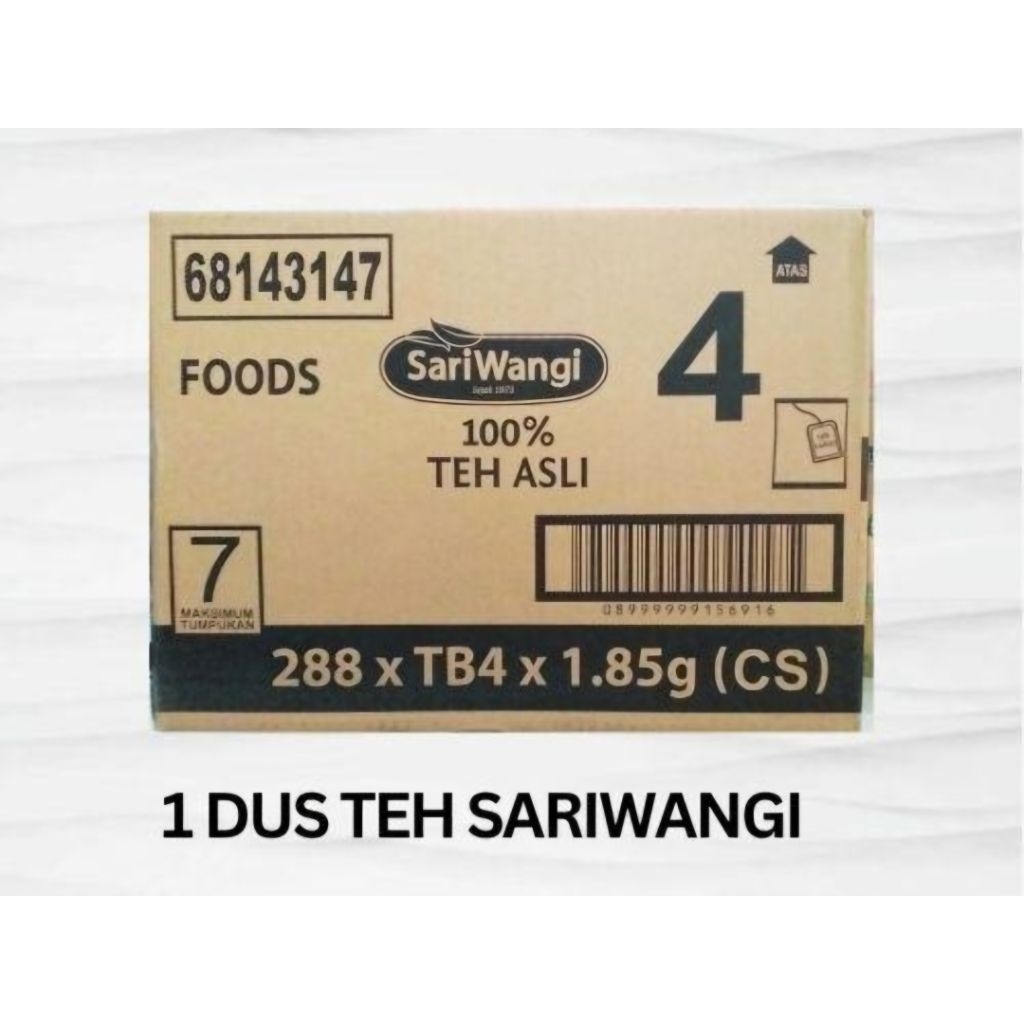 68143147
ATAS
4
FOODS
SariWangi
Sejak 1973
100%
TEH ASLI
7
MAKSIMUM
TUMPUKAN
089999999156916
288 x TB4 x 1.85g (CS)
1 DUS TEH SARIWANGI